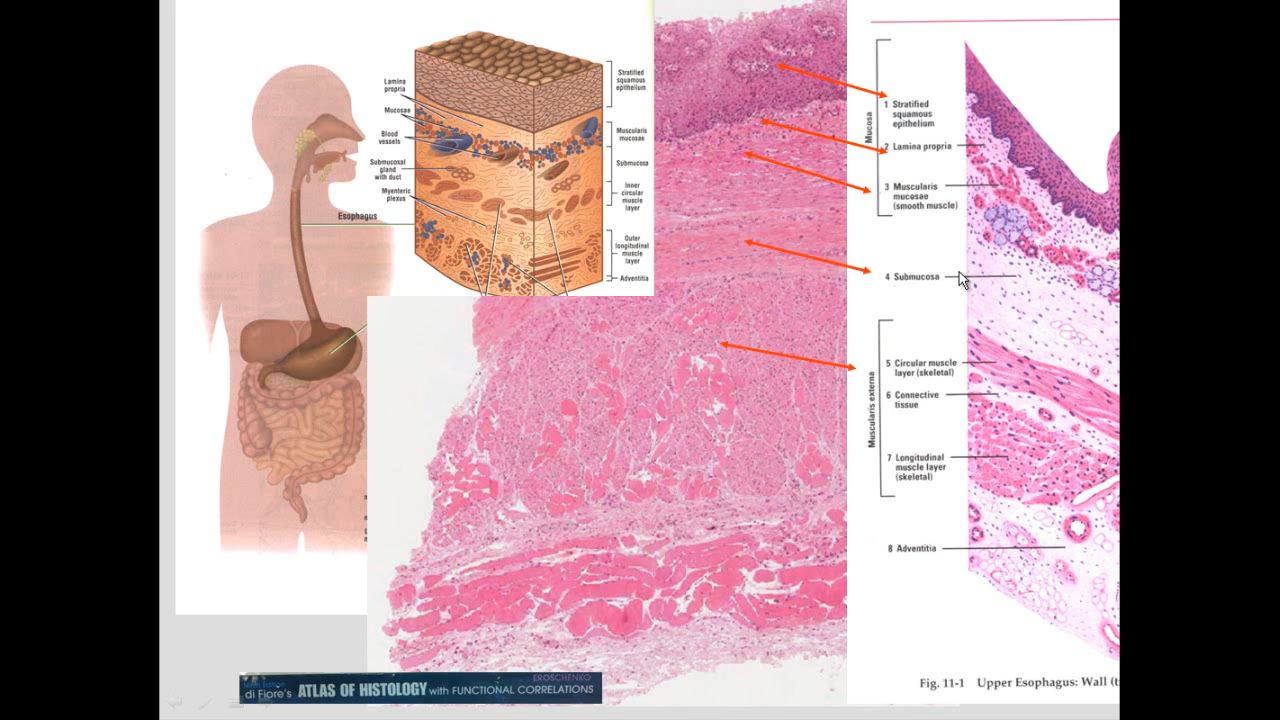 Lamina
propria
Mucosae
Blood
vessels
Submucosal
gland
with duct
Myenteric
plexus
Esophagus
Stratified
squamous
epithelium
Muscularis
mucosae
Submucosa
Inner
circular
muscle
layer
Outer
longitudinal
muscle
layer
Adventitia
Mucosa
1 Stratified
squamous
epithelium
2 Lamina propria
3 Muscularis
mucosae
(smooth muscle)
4 Submucosa
Muscularis externa
5 Circular muscle
layer (skeletal)
6 Connective
tissue
7 Longitudinal
muscle layer
(skeletal)
8 Adventitia
Fig. 11-1 Upper Esophagus: Wall (t
EROSCHENKO
di Fiore's ATLAS OF HISTOLOGY with FUNCTIONAL CORRELATIONS